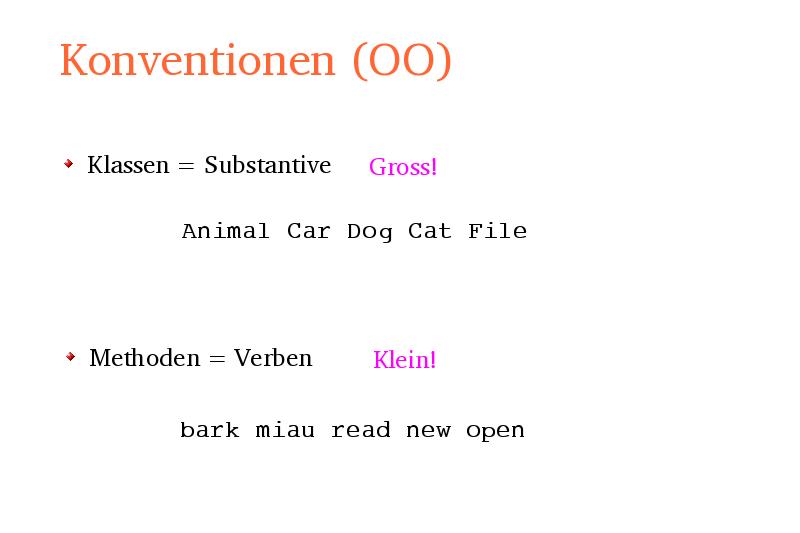 Konventionen (OO)
Klassen = Substantive Gross!
Animal Car Dog Cat File
Methoden = Verben Klein!
bark miau read new open